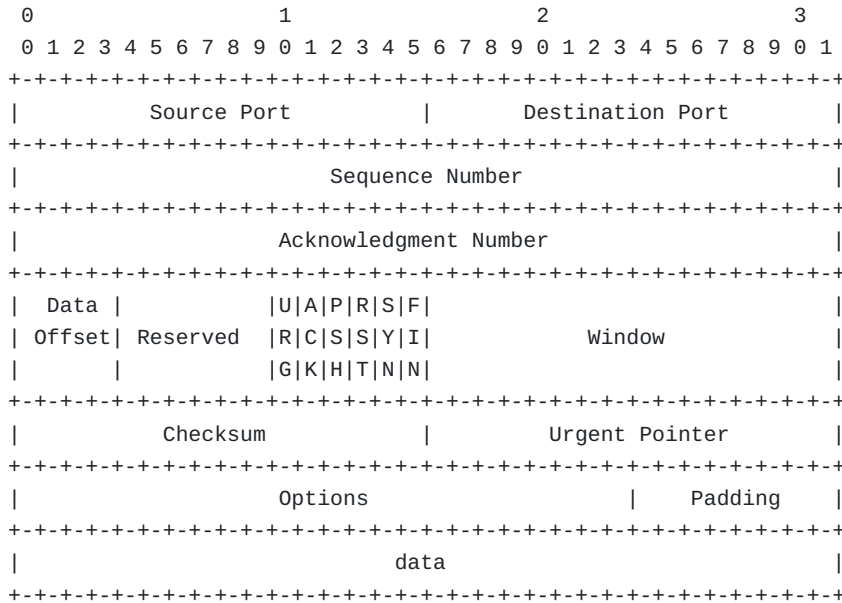 0                   1                   2                   3
 0 1 2 3 4 5 6 7 8 9 0 1 2 3 4 5 6 7 8 9 0 1 2 3 4 5 6 7 8 9 0 1
+-+-+-+-+-+-+-+-+-+-+-+-+-+-+-+-+-+-+-+-+-+-+-+-+-+-+-+-+-+-+-+-+
|          Source Port          |       Destination Port        |
+-+-+-+-+-+-+-+-+-+-+-+-+-+-+-+-+-+-+-+-+-+-+-+-+-+-+-+-+-+-+-+-+
|                        Sequence Number                        |
+-+-+-+-+-+-+-+-+-+-+-+-+-+-+-+-+-+-+-+-+-+-+-+-+-+-+-+-+-+-+-+-+
|                    Acknowledgment Number                      |
+-+-+-+-+-+-+-+-+-+-+-+-+-+-+-+-+-+-+-+-+-+-+-+-+-+-+-+-+-+-+-+-+
|  Data |           |U|A|P|R|S|F|                               |
| Offset| Reserved  |R|C|S|S|Y|I|            Window             |
|       |           |G|K|H|T|N|N|                               |
+-+-+-+-+-+-+-+-+-+-+-+-+-+-+-+-+-+-+-+-+-+-+-+-+-+-+-+-+-+-+-+-+
|           Checksum            |         Urgent Pointer        |
+-+-+-+-+-+-+-+-+-+-+-+-+-+-+-+-+-+-+-+-+-+-+-+-+-+-+-+-+-+-+-+-+
|                    Options                    |    Padding    |
+-+-+-+-+-+-+-+-+-+-+-+-+-+-+-+-+-+-+-+-+-+-+-+-+-+-+-+-+-+-+-+-+
|                             data                              |
+-+-+-+-+-+-+-+-+-+-+-+-+-+-+-+-+-+-+-+-+-+-+-+-+-+-+-+-+-+-+-+-+